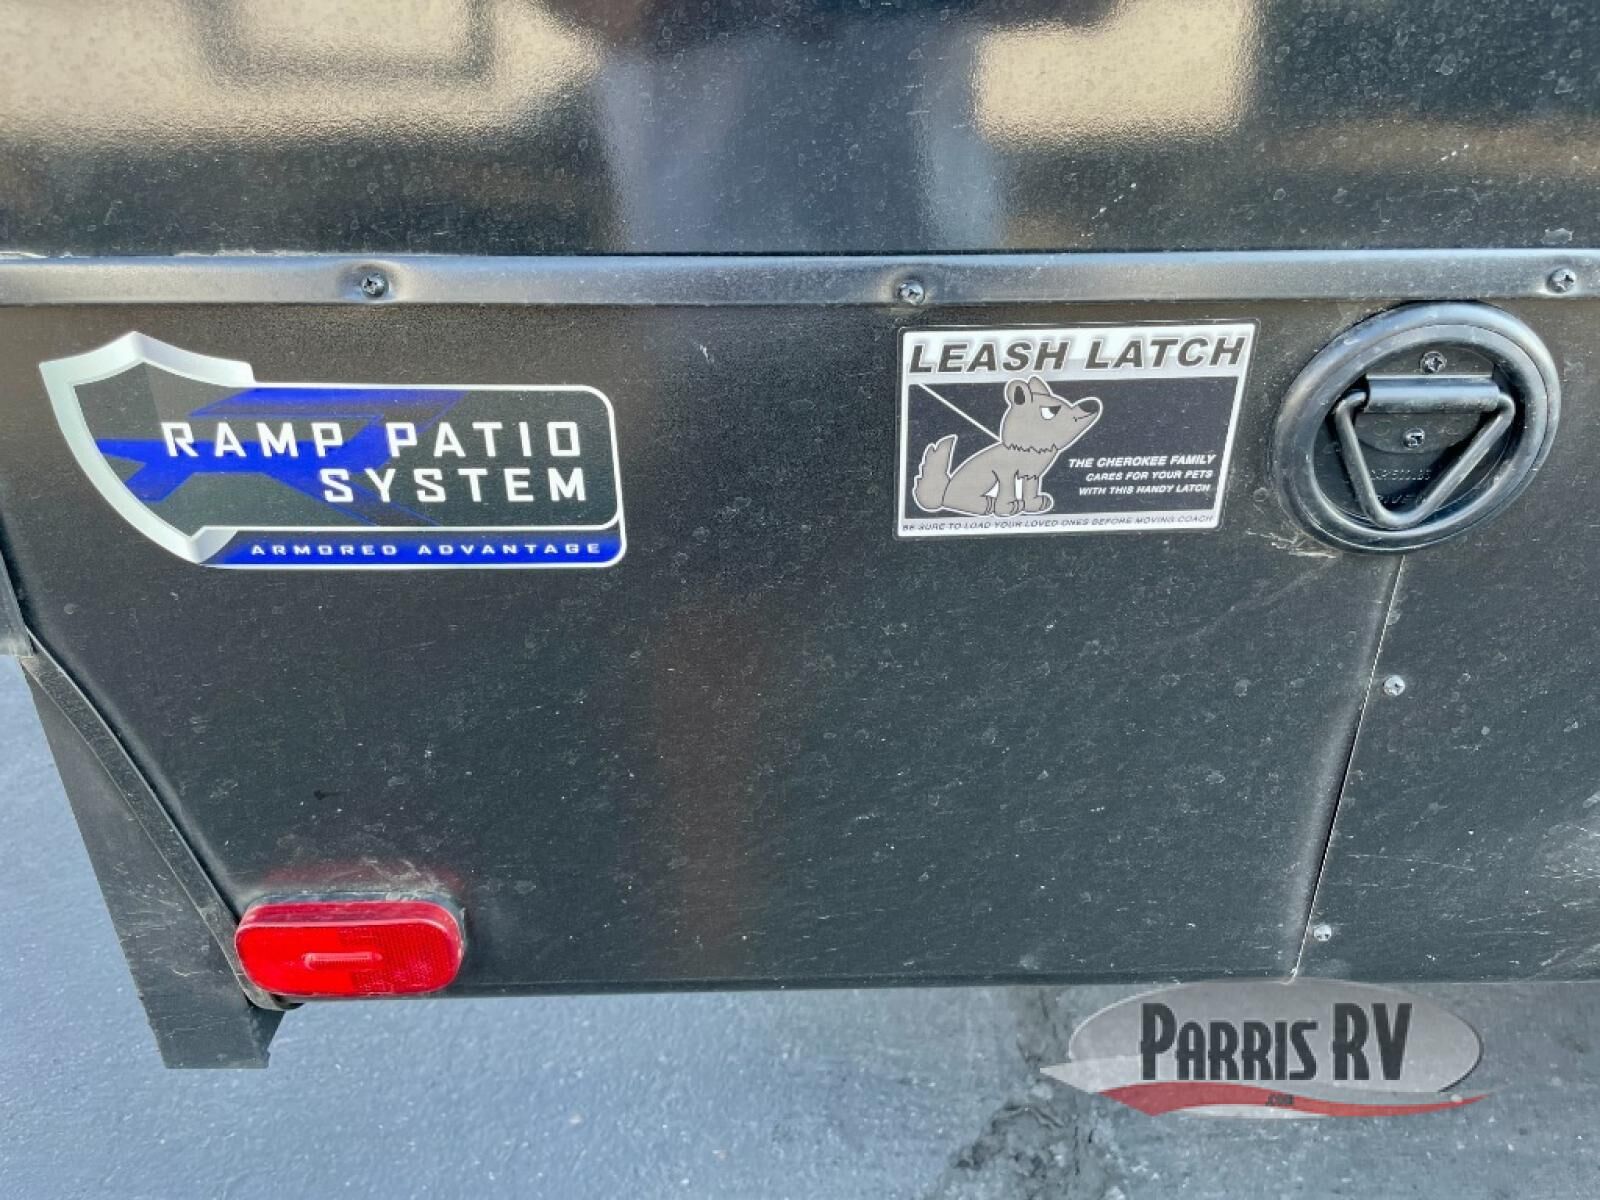 RAMP PATIO
SYSTEM
ARMORED ADVANTAGE
LEASH LATCH
THE CHEROKEE FAMILY
CARES FOR YOUR PETS
WITH THIS HANDY LATCH
BE SURE TO LOAD YOUR LOVED ONES BEFORE MOVING COACH
PARRIS RV
.COM